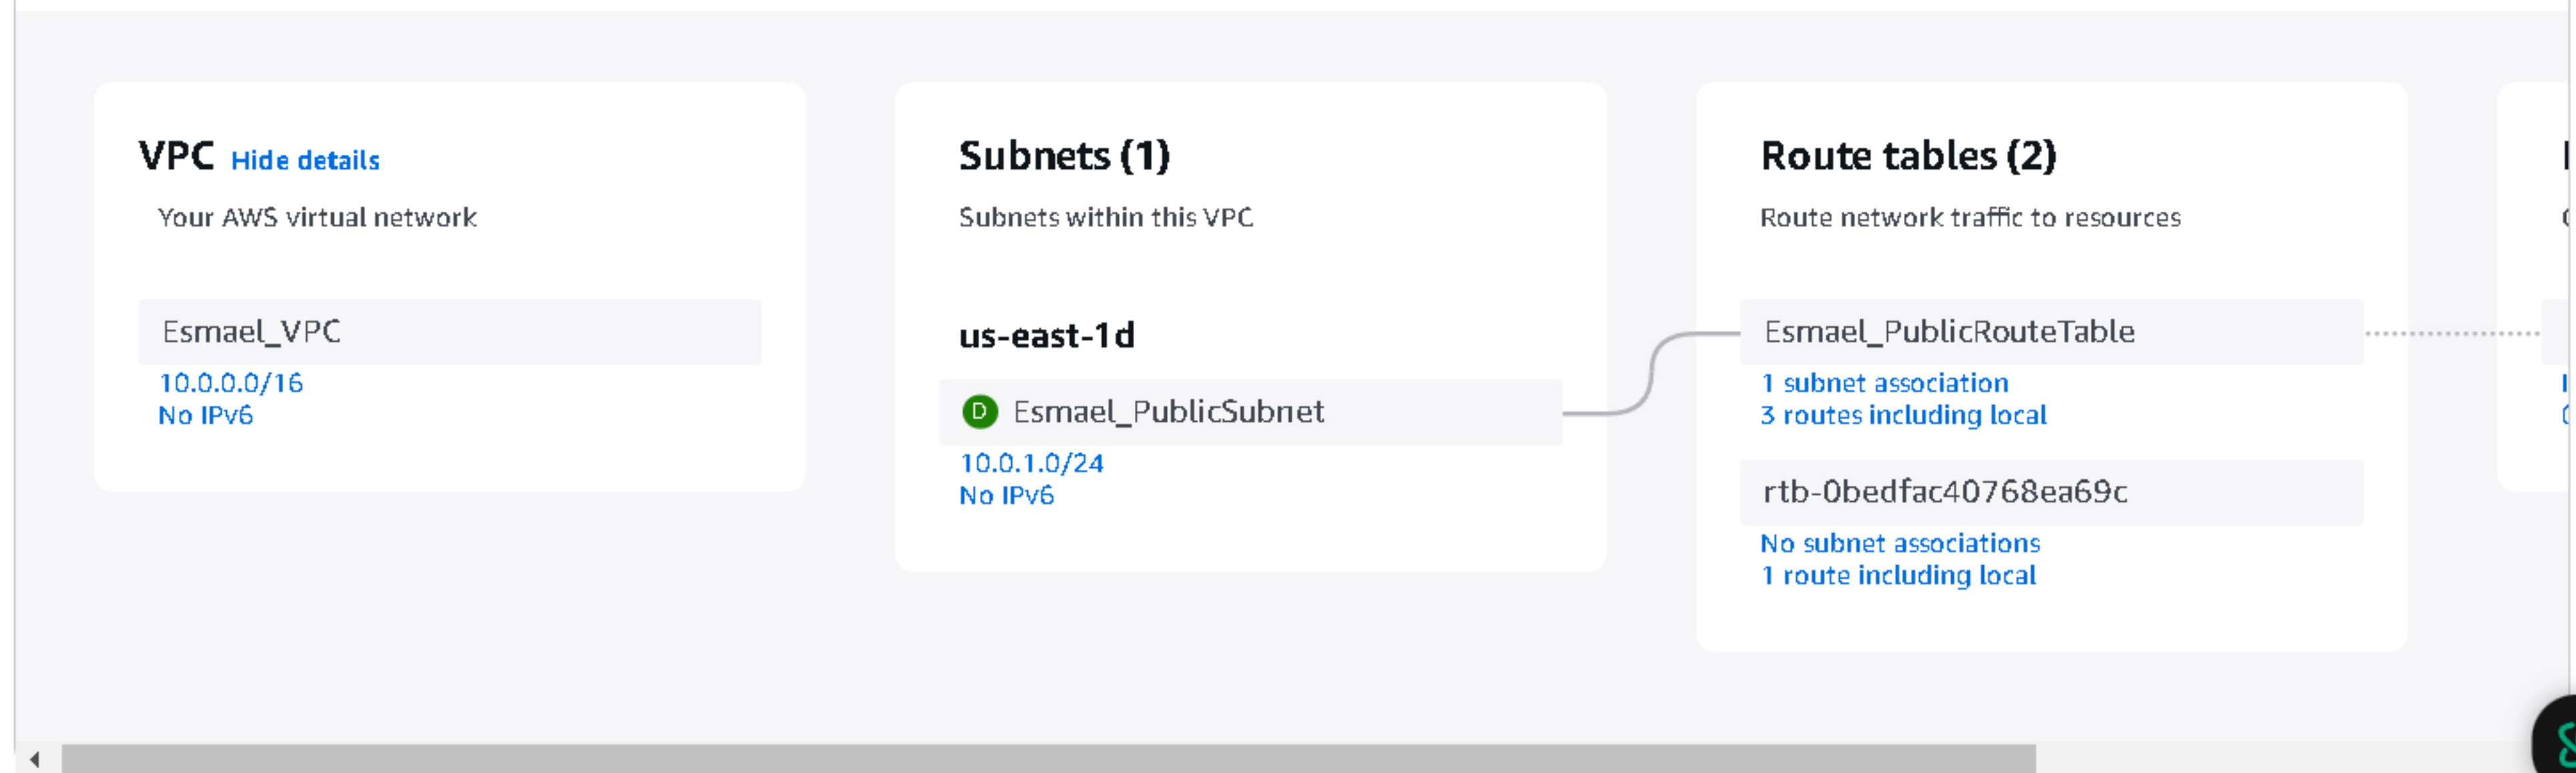 VPC Hide details
Your AWS virtual network
Esmael_VPC
10.0.0.0/16
No IPv6
Subnets (1)
Subnets within this VPC
us-east-1d
D Esmael_PublicSubnet
10.0.1.0/24
No IPv6
Route tables (2)
Route network traffic to resources
Esmael_PublicRouteTable
1 subnet association
3 routes including local
rtb-0bedfac40768ea69c
No subnet associations
1 route including local